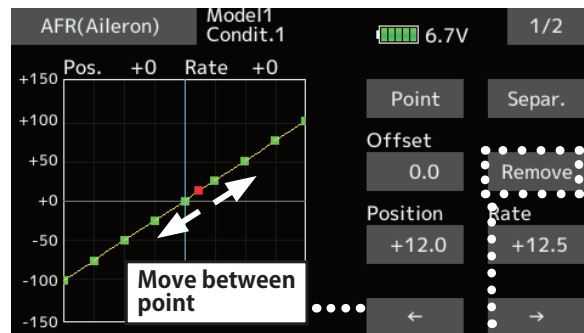 AFR(Aileron)
Model1
Condit.1
6.7V
1/2
Pos. +0 Rate +0
+150
+100
+50
+0
-50
-100
-150
Point
Separ.
Offset
0.0
Remove
Position
Rate
+12.0
+12.5
Move between
point
←
→